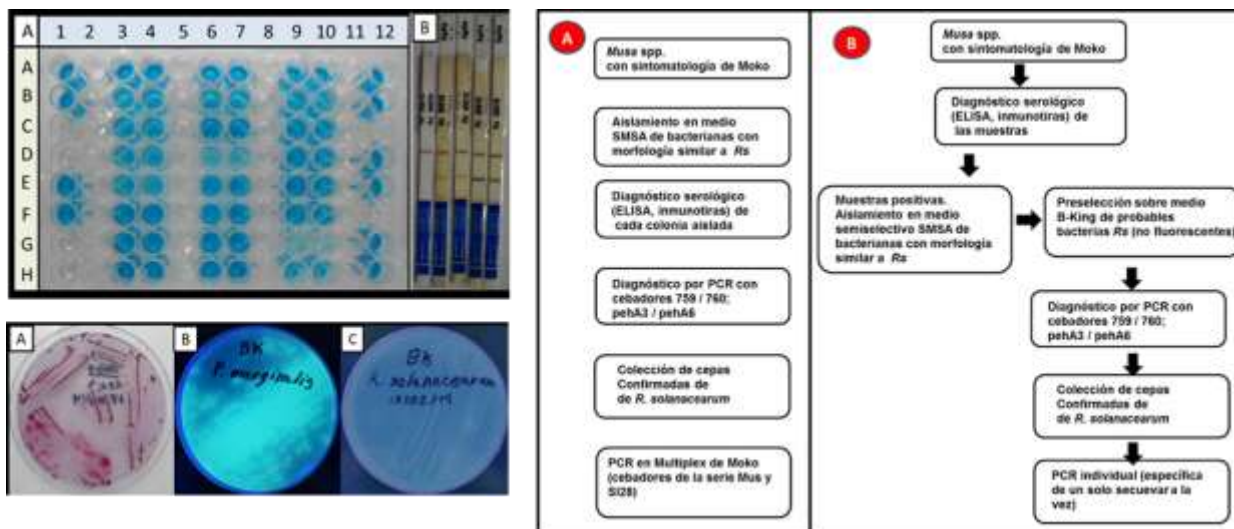 A 1 2 3 4 5 6 7 8 9 10 11 12
B
A
B
C
D
E
F
G
H
A
B
C
BK
P. marginalis
BK
R. solanacearum
A
Musa spp.
con sintomatología de Moko
Aislamiento en medio
SMSA de bacterianas con
morfología similar a Rs
Diagnóstico serológico
(ELISA, inmunotiras) de
cada colonia aislada
Diagnóstico por PCR con
cebadores 759 / 760;
pehA3 / pehA6
Colección de cepas
Confirmadas de
de R. solanacearum
PCR en Multiplex de Moko
(cebadores de la serie Mus y
SI28)
B
Musa spp.
con sintomatología de Moko
Diagnóstico serológico
(ELISA, inmunotiras) de
las muestras
Muestras positivas.
Aislamiento en medio
semiselectivo SMSA de
bacterianas con morfología
similar a Rs
Preselección sobre medio
B-King de probables
bacterias Rs (no fluorescentes)
Diagnóstico por PCR con
cebadores 759 / 760;
pehA3 / pehA6
Colección de cepas
Confirmadas de
de R. solanacearum
PCR individual (específica
de un solo secuevar a la
vez)